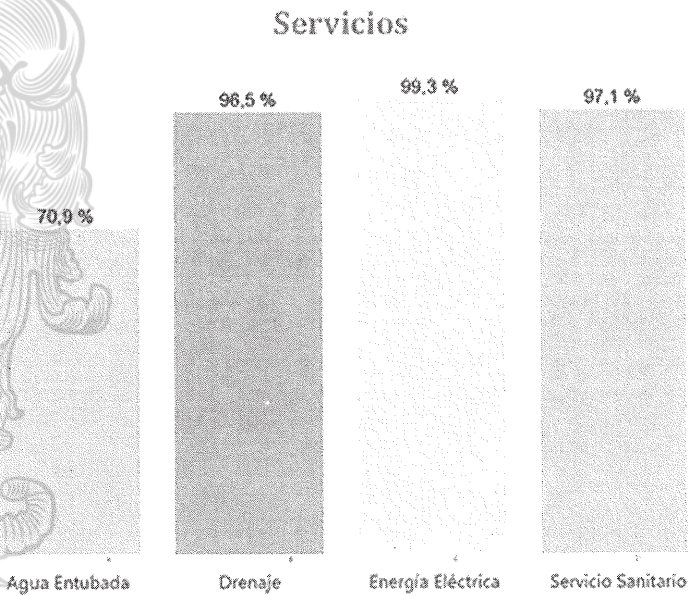 Servicios
70,9 %
96,5 %
99,3 %
97,1 %
Agua Entubada
Drenaje
Energía Eléctrica
Servicio Sanitario